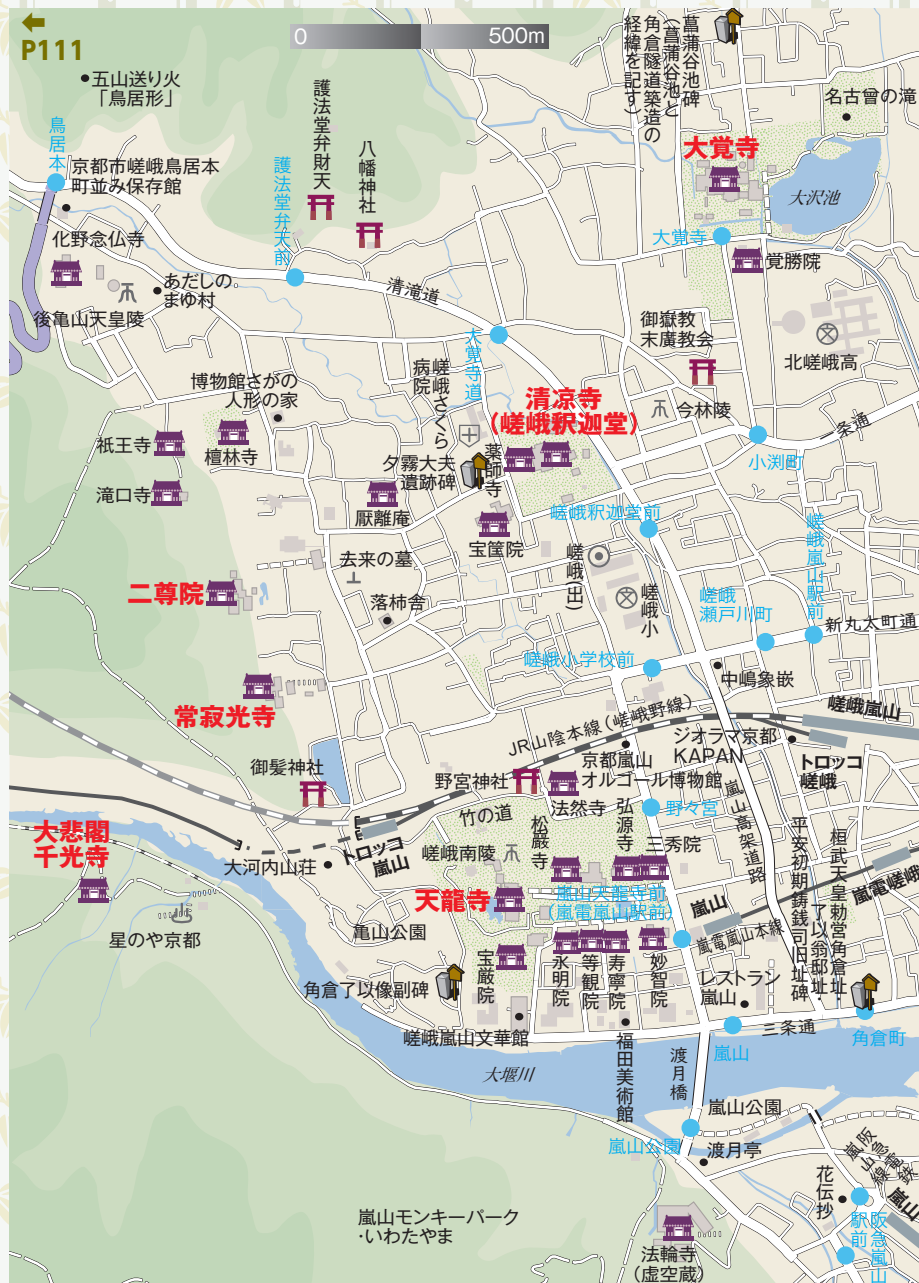 P111
0 500m
五山送り火
「鳥居形」
護法堂弁財天
八幡神社
菖蒲谷池碑
(菖蒲谷池と
角倉隧道築造の
経緯を記す)
名古曽の滝
大覚寺
大沢池
大覚寺
覚勝院
鳥居本
京都市嵯峨鳥居本
町並み保存館
護法堂弁天前
化野念仏寺
あだしの
まゆ村
後亀山天皇陵
清滝道
大覚寺道
御嶽教
末廣教会
北嵯峨高
今林陵
一条通
小渕町
博物館さがの
人形の家
嵯峨さくら
病院
清凉寺
(嵯峨釈迦堂)
祇王寺
檀林寺
夕霧大夫
遺跡碑
薬師寺
滝口寺
厭離庵
宝筐院
嵯峨釈迦堂前
嵯峨嵐山駅前
去来の墓
嵯峨(出)
嵯峨小
嵯峨
瀬戸川町
二尊院
落柿舎
新丸太町通
嵯峨小学校前
中嶋象嵌
常寂光寺
JR山陰本線(嵯峨野線)
嵯峨嵐山
ジオラマ京都
KAPAN
トロッコ
嵯峨
御髪神社
野宮神社
京都嵐山
オルゴール博物館
法然寺
野々宮
嵐山高架道路
竹の道
松厳寺
弘源寺
三秀院
大悲閣
千光寺
大河内山荘
トロッコ
嵐山
嵯峨南陵
平安初期鋳銭司旧址碑
桓武天皇勅営角倉址・
了以翁邸址・
嵐電嵯峨
天龍寺
嵐山天龍寺前
(嵐電嵐山駅前)
嵐山
嵐電嵐山本線
星のや京都
亀山公園
宝厳院
永明院
等観院
寿寧院
妙智院
レストラン
嵐山
角倉了以像副碑
嵯峨嵐山文華館
三条通
角倉町
嵐山
大堰川
福田美術館
渡月橋
嵐山公園
嵐山公園
渡月亭
阪急電鉄
嵐山線
花伝抄
嵐山
阪急嵐山
駅前
嵐山モンキーパーク
・いわたやま
法輪寺
(虚空蔵)